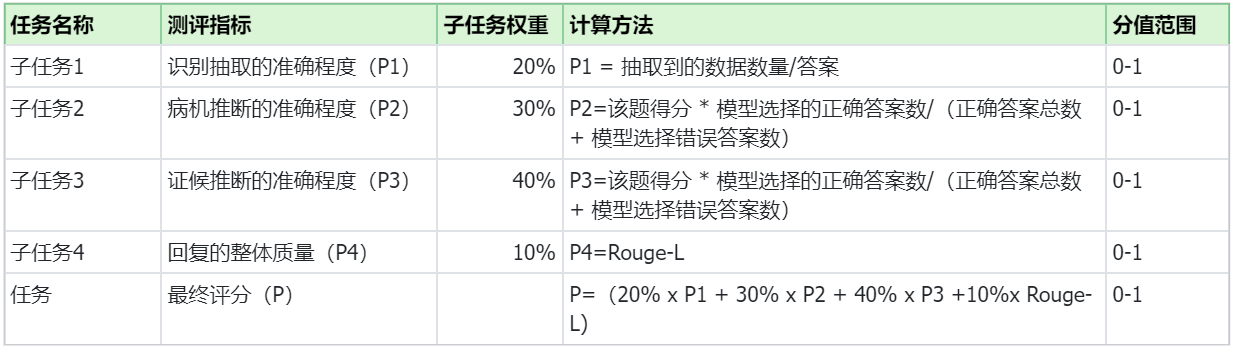 任务名称 测评指标 子任务权重 计算方法 分值范围
子任务1 识别抽取的准确程度（P1） 20% P1 = 抽取到的数据数量/答案 0-1
子任务2 病机推断的准确程度（P2） 30% P2=该题得分 * 模型选择的正确答案数/（正确答案总数 0-1
+ 模型选择错误答案数）
子任务3 证候推断的准确程度（P3） 40% P3=该题得分 * 模型选择的正确答案数/（正确答案总数 0-1
+ 模型选择错误答案数）
子任务4 回复的整体质量（P4） 10% P4=Rouge-L 0-1
任务 最终评分（P） P=（20% x P1 + 30% x P2 + 40% x P3 +10%x Rouge- 0-1
L）